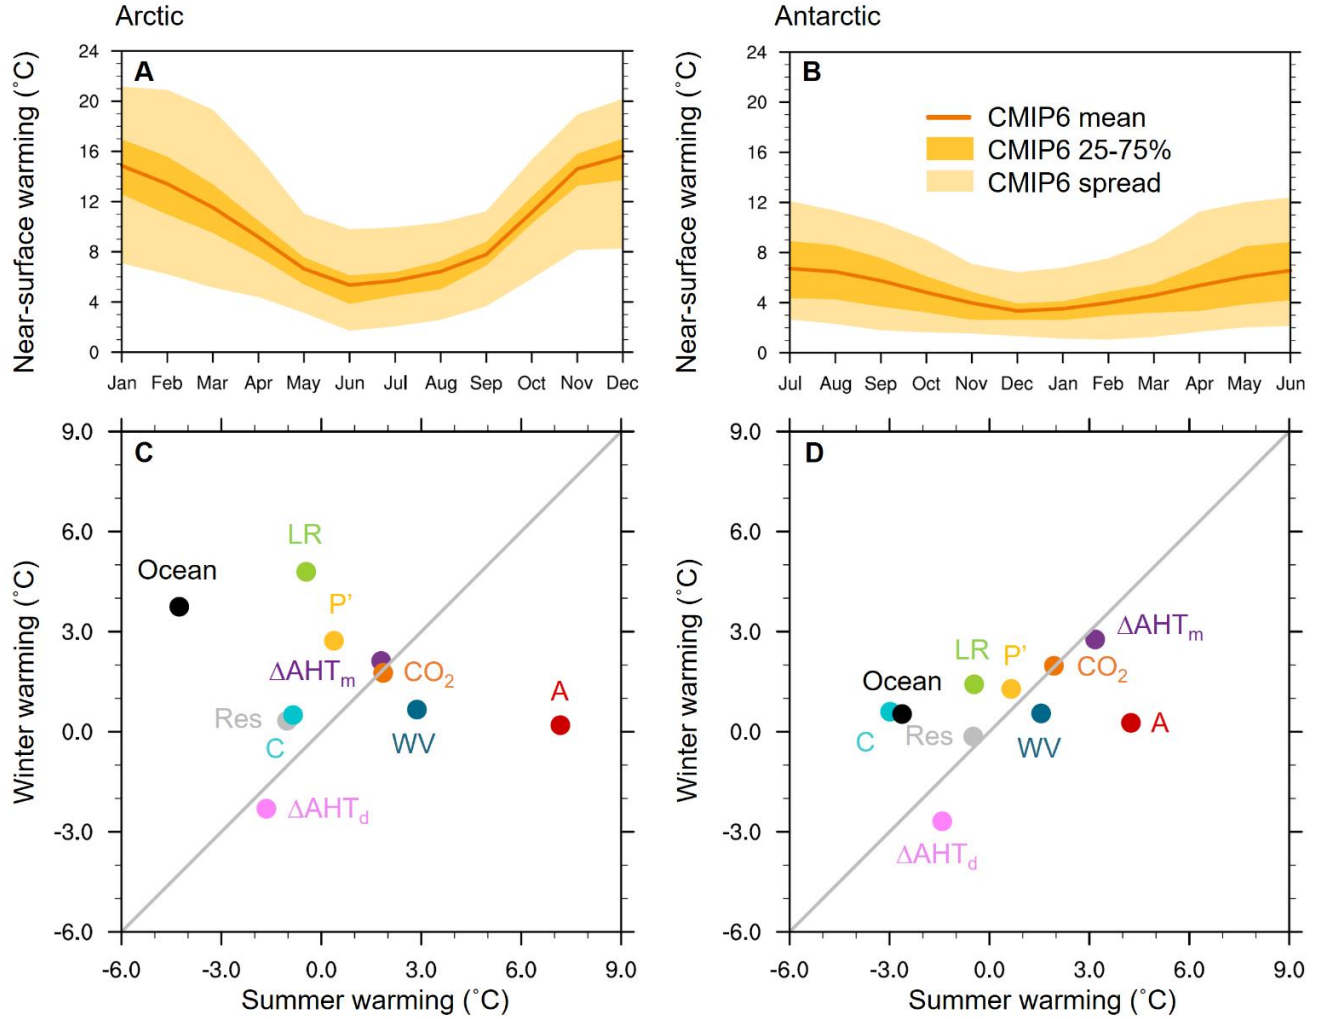 Arctic
Antarctic
A
Near-surface warming (˚C)
24
20
16
12
8
4
0
Jan Feb Mar Apr May Jun Jul Aug Sep Oct Nov Dec
B
Near-surface warming (˚C)
24
20
16
12
8
4
0
CMIP6 mean
CMIP6 25-75%
CMIP6 spread
Jul Aug Sep Oct Nov Dec Jan Feb Mar Apr May Jun
C
Winter warming (˚C)
9.0
6.0
3.0
0.0
-3.0
-6.0
LR
Ocean
P’
ΔAHTm
CO2
A
Res
C
WV
ΔAHTd
-6.0 -3.0 0.0 3.0 6.0 9.0
Summer warming (˚C)
D
Winter warming (˚C)
9.0
6.0
3.0
0.0
-3.0
-6.0
ΔAHTm
LR
P’
CO2
Ocean
A
C
Res
WV
ΔAHTd
-6.0 -3.0 0.0 3.0 6.0 9.0
Summer warming (˚C)